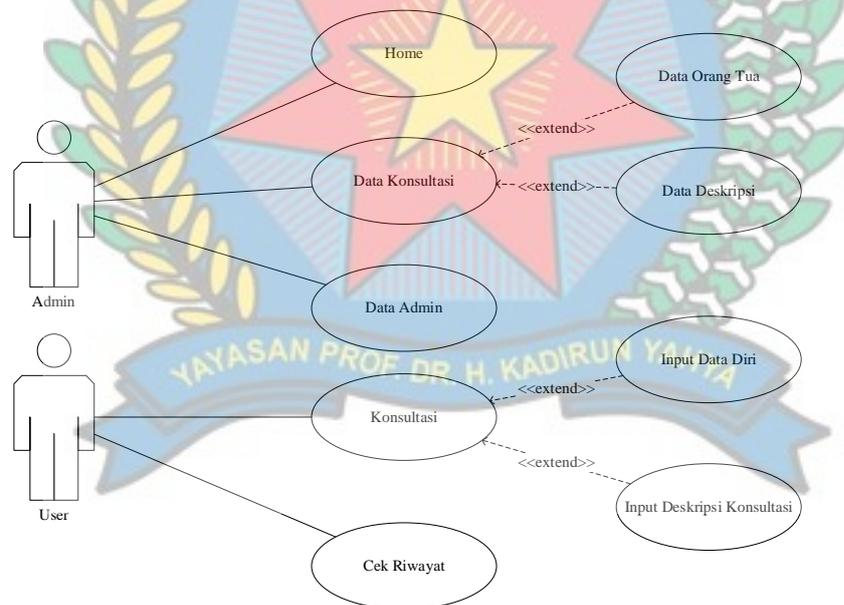 Home
Data Orang Tua
<<extend>>
Data Konsultasi
<<extend>>
Data Deskripsi
Admin
Data Admin
YAYASAN PROF. DR. H. KADIRUN YAHYA
Input Data Diri
<<extend>>
Konsultasi
<<extend>>
Input Deskripsi Konsultasi
User
Cek Riwayat